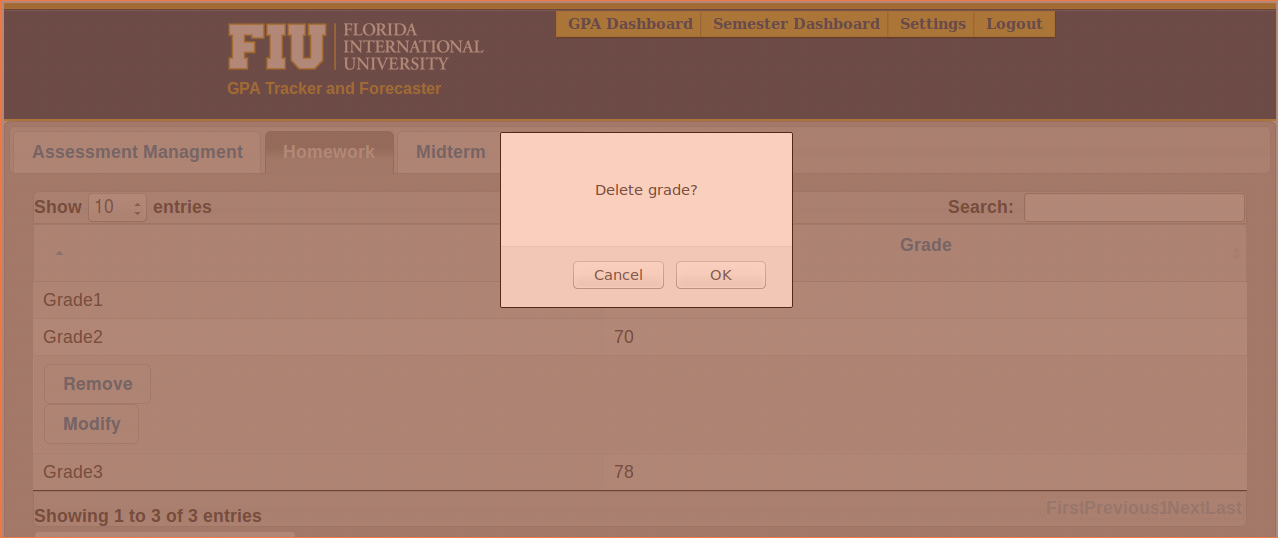 FIU FLORIDA
INTERNATIONAL
UNIVERSITY
GPA Tracker and Forecaster
GPA Dashboard Semester Dashboard Settings Logout
Assessment Managment Homework Midterm
Show 10 entries Search:
Grade
Grade1
Grade2 70
Remove
Modify
Grade3 78
Showing 1 to 3 of 3 entries
FirstPrevious1NextLast
Delete grade?
Cancel OK